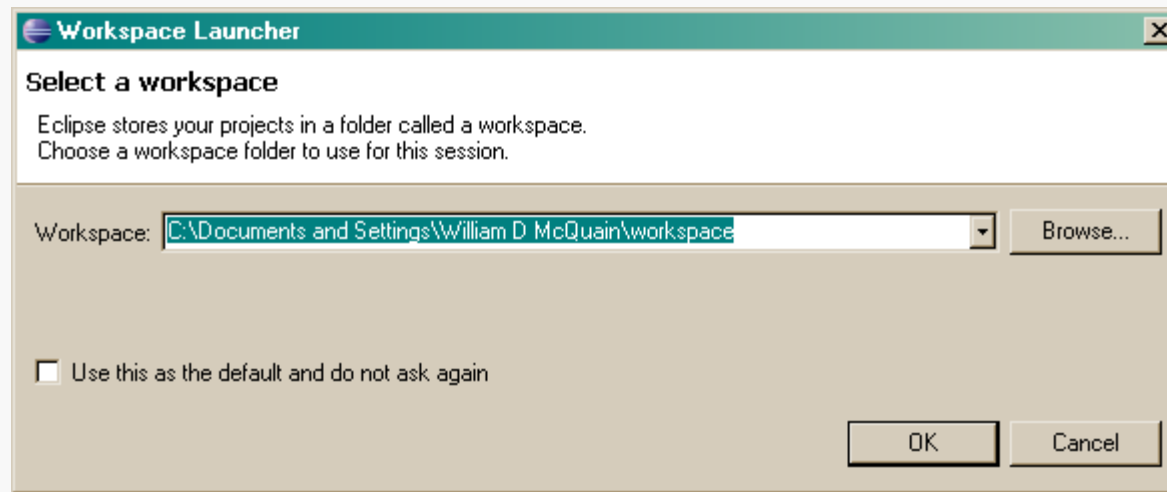 Workspace Launcher
Select a workspace
Eclipse stores your projects in a folder called a workspace.
Choose a workspace folder to use for this session.
Workspace: C:\Documents and Settings\William D McQuain\workspace Browse...
Use this as the default and do not ask again
OK Cancel